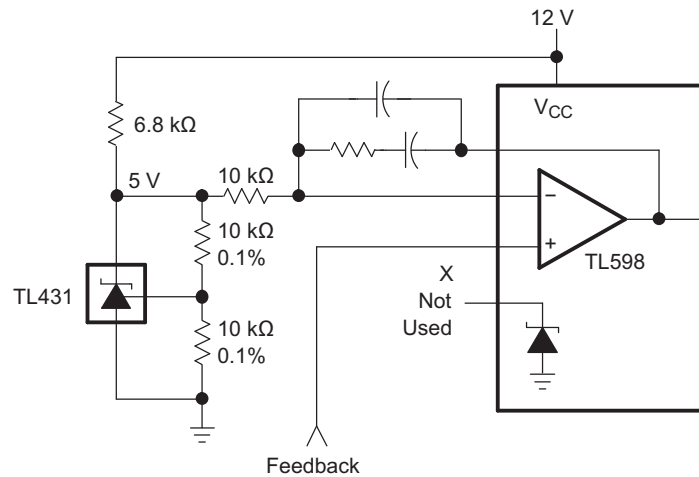 12 V
VCC
6.8 kΩ
5 V
10 kΩ
10 kΩ
0.1%
−
+
TL598
TL431
X
Not
Used
10 kΩ
0.1%
Feedback